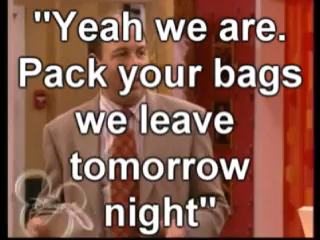 "Yeah we are.
Pack your bags
we leave
tomorrow
night"